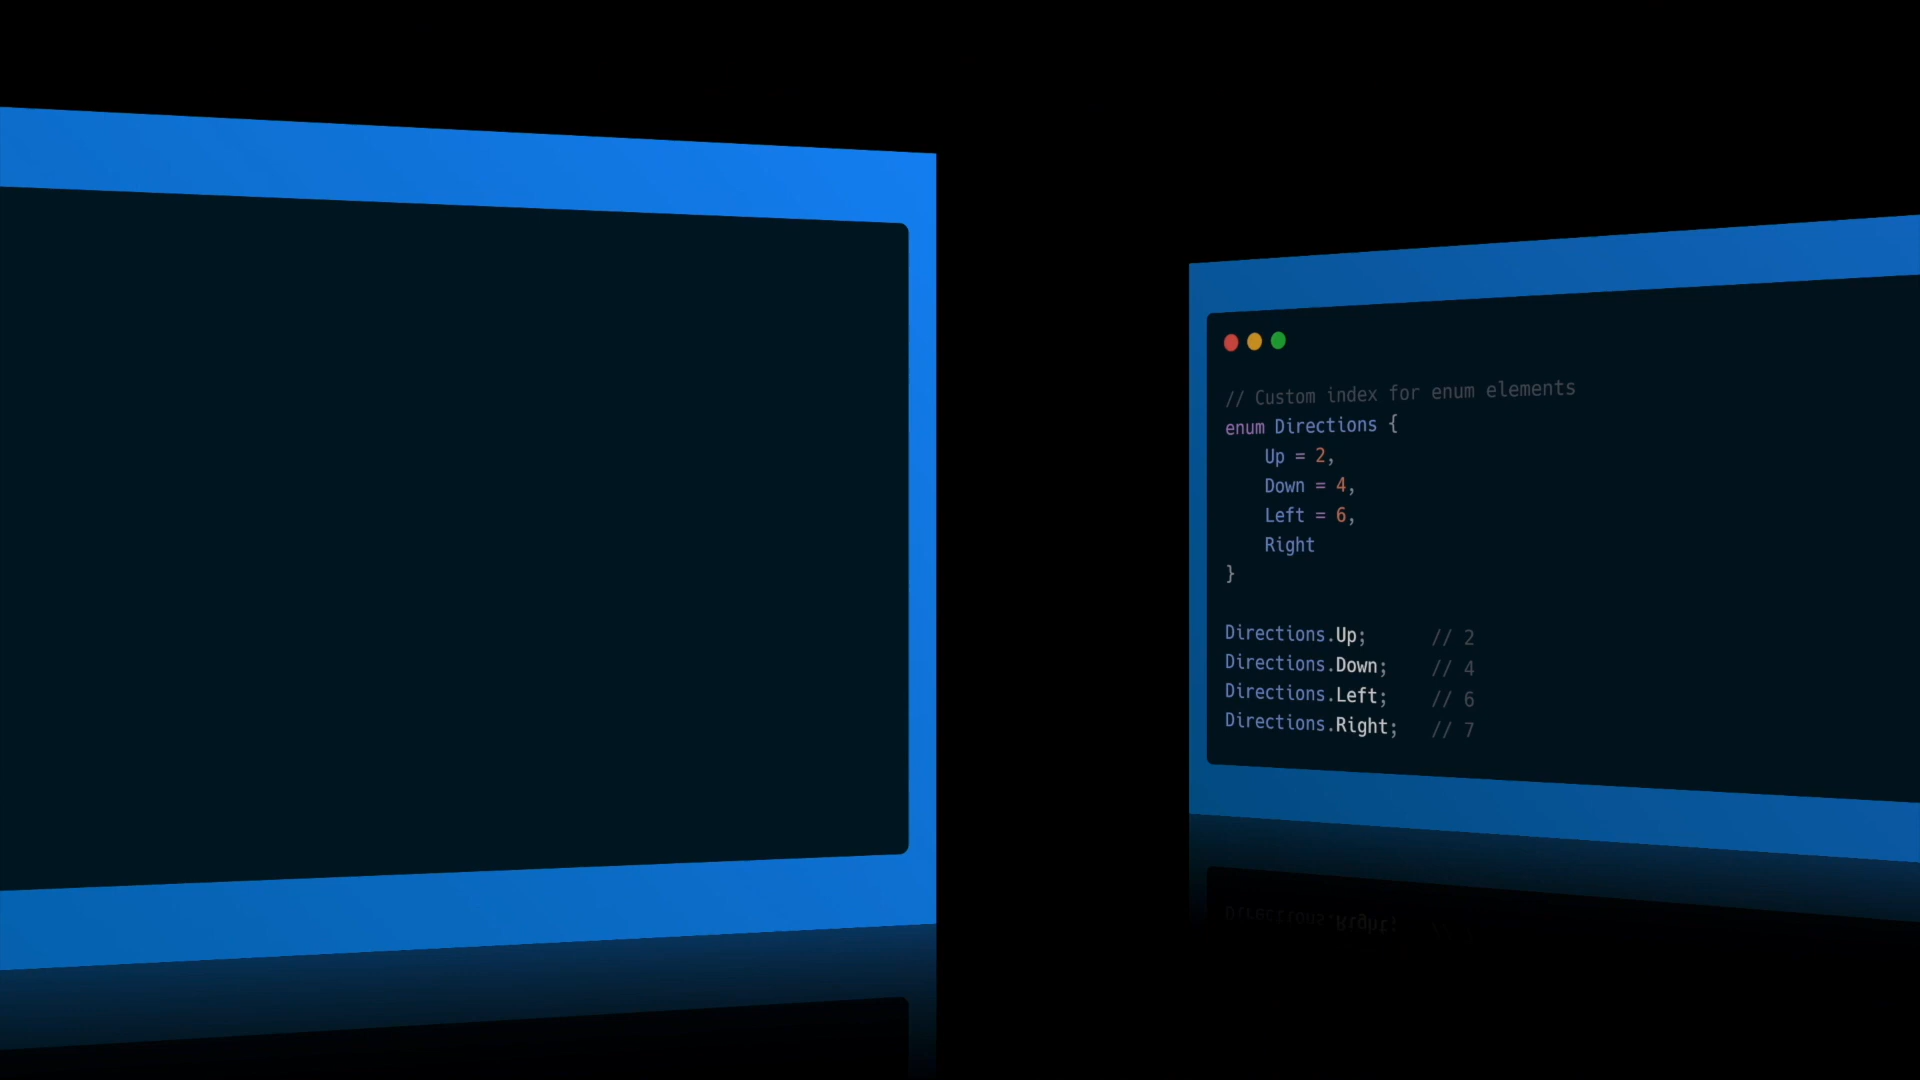 // Custom index for enum elements
enum Directions {
    Up = 2,
    Down = 4,
    Left = 6,
    Right
}

Directions.Up;      // 2
Directions.Down;    // 4
Directions.Left;    // 6
Directions.Right;   // 7